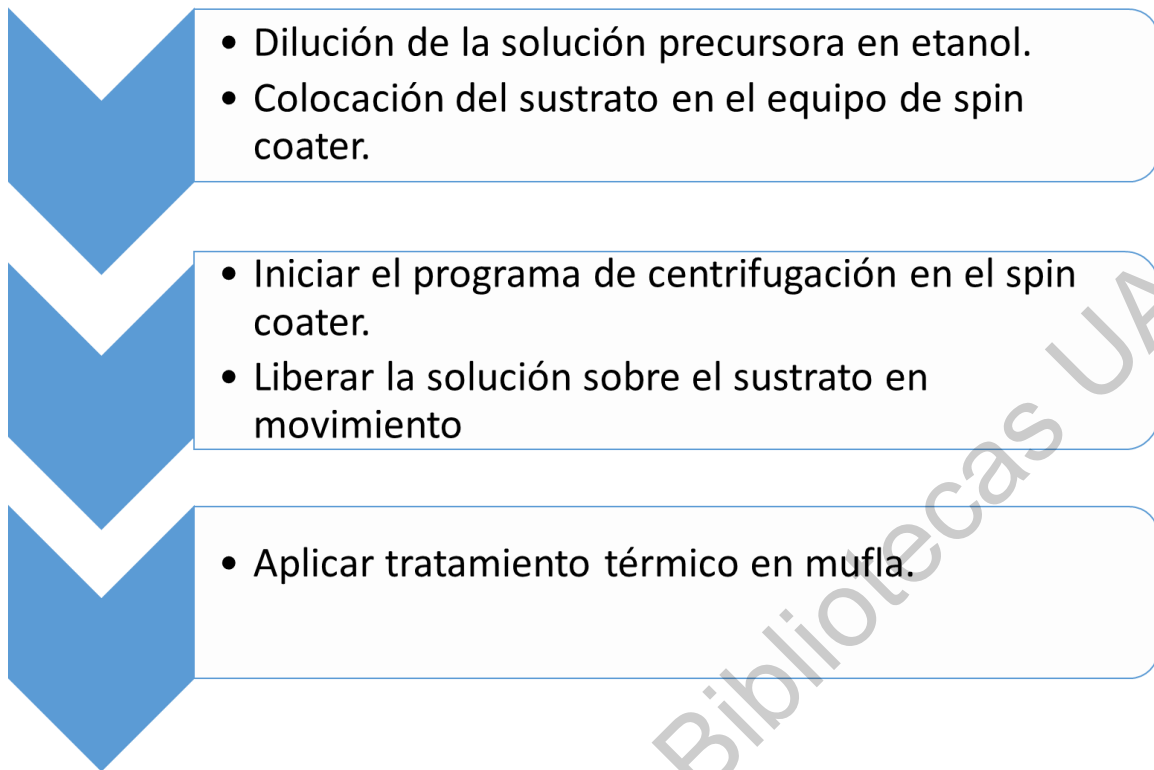 • Dilución de la solución precursora en etanol.
• Colocación del sustrato en el equipo de spin
coater.
• Iniciar el programa de centrifugación en el spin
coater.
• Liberar la solución sobre el sustrato en
movimiento
• Aplicar tratamiento térmico en mufla.
Bibliotecas